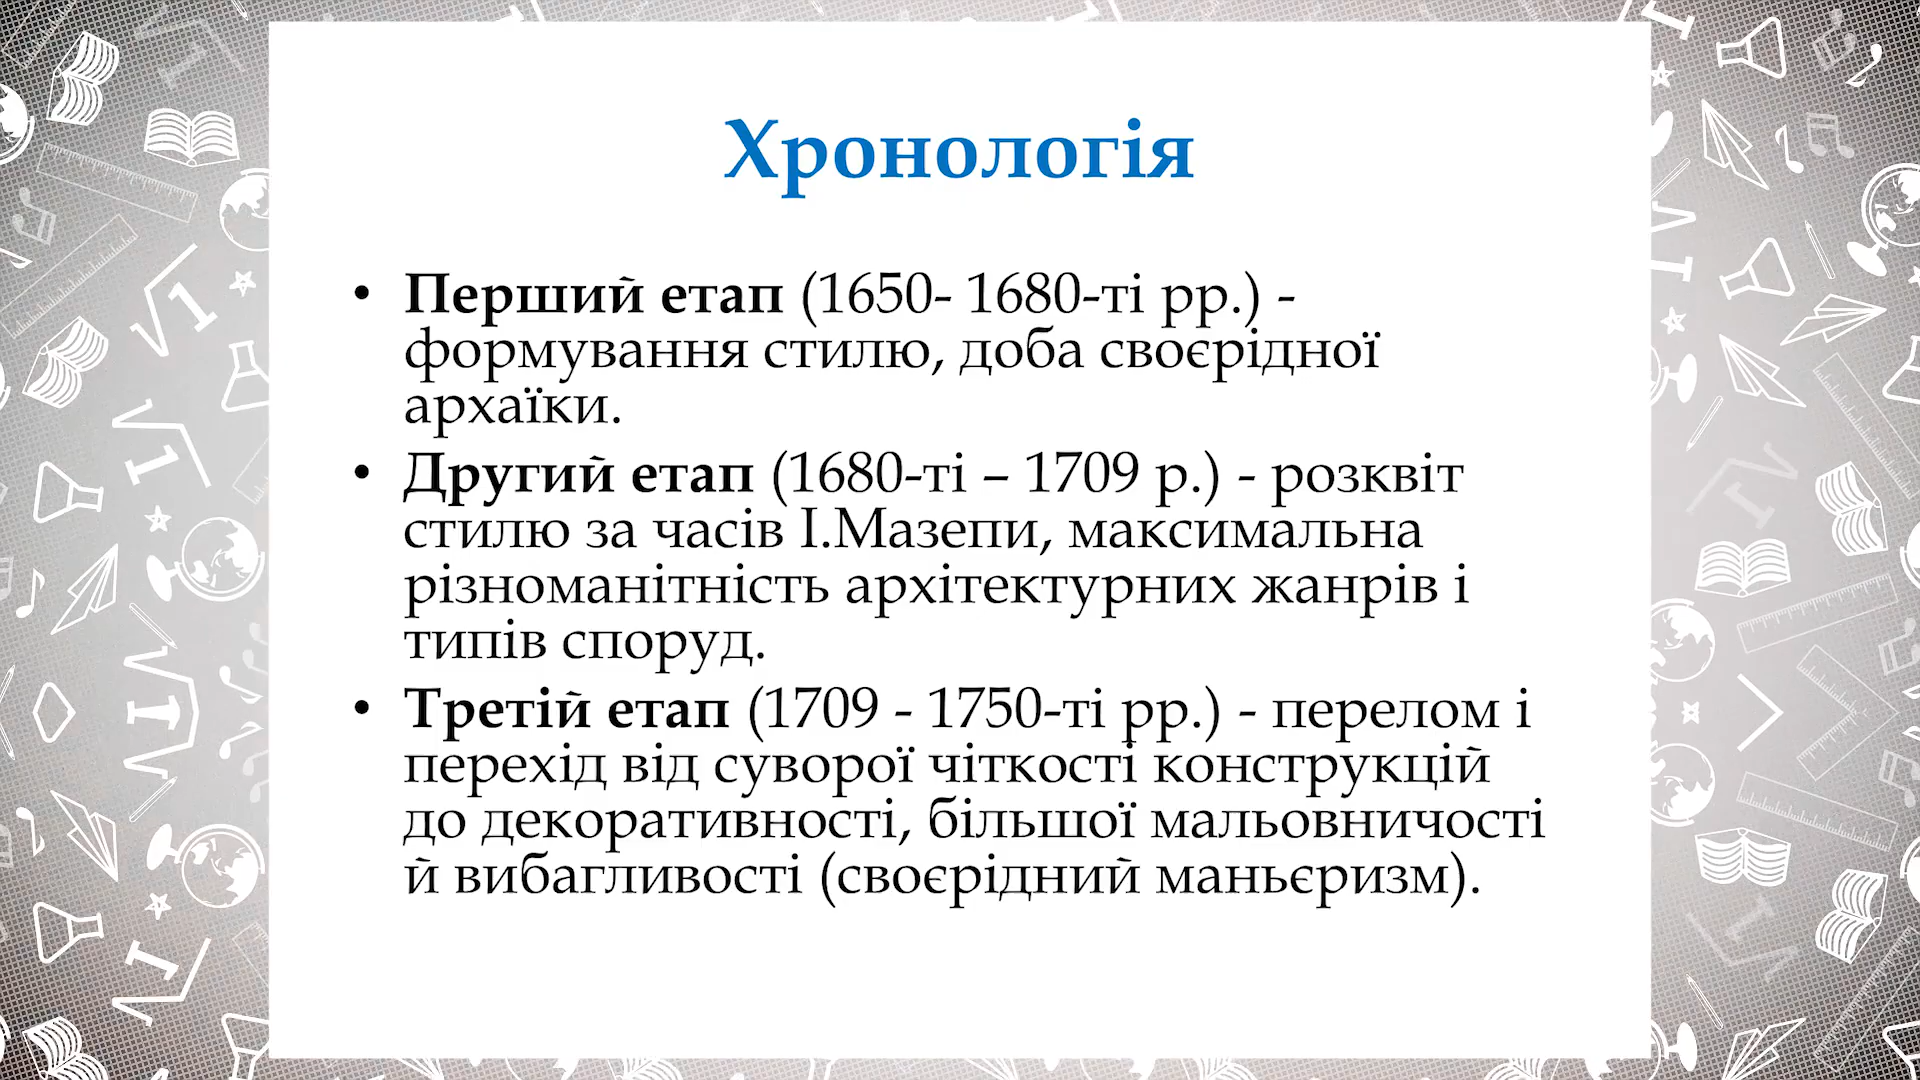 Хронологія
• Перший етап (1650- 1680-ті рр.) -
формування стилю, доба своєрідної
архаїки.
• Другий етап (1680-ті – 1709 р.) - розквіт
стилю за часів І.Мазепи, максимальна
різноманітність архітектурних жанрів і
типів споруд.
• Третій етап (1709 - 1750-ті рр.) - перелом і
перехід від суворої чіткості конструкцій
до декоративності, більшої мальовничості
й вибагливості (своєрідний маньєризм).